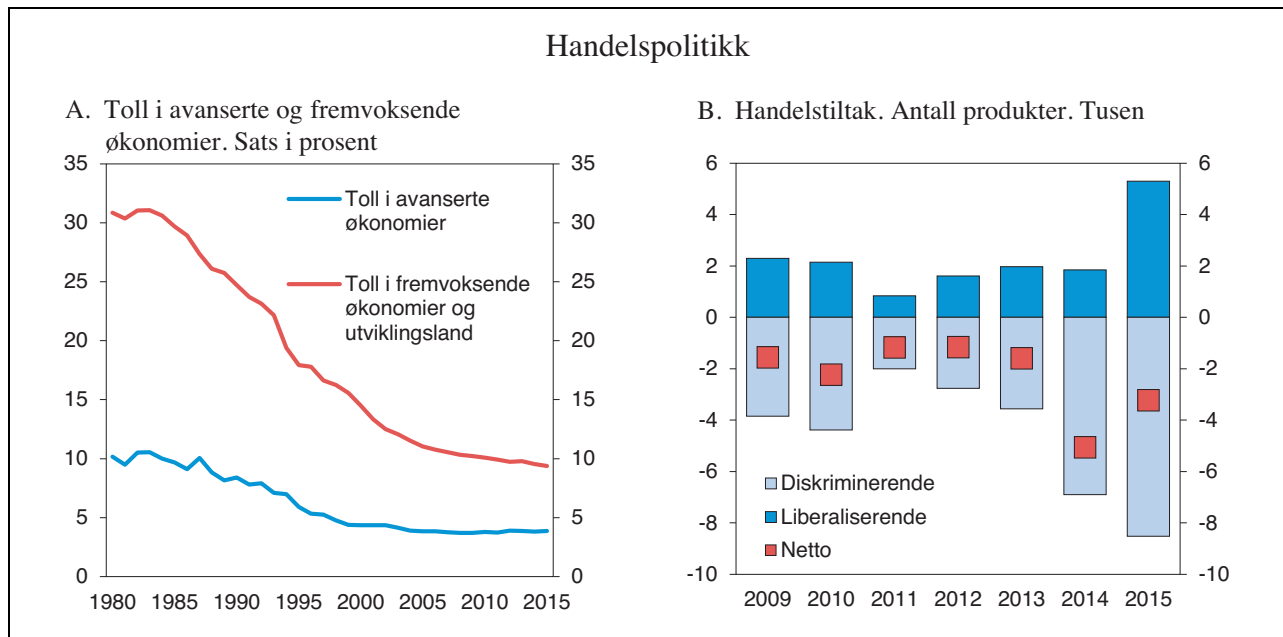 Handelspolitikk
A. Toll i avanserte og fremvoksende
økonomier. Sats i prosent
35
30
25
20
15
10
5
0
35
30
25
20
15
10
5
0
Toll i avanserte
økonomier
Toll i fremvoksende
økonomier og
utviklingsland
1980 1985 1990 1995 2000 2005 2010 2015
B. Handelstiltak. Antall produkter. Tusen
6
4
2
0
-2
-4
-6
-8
-10
6
4
2
0
-2
-4
-6
-8
-10
Diskriminerende
Liberaliserende
Netto
2009 2010 2011 2012 2013 2014 2015